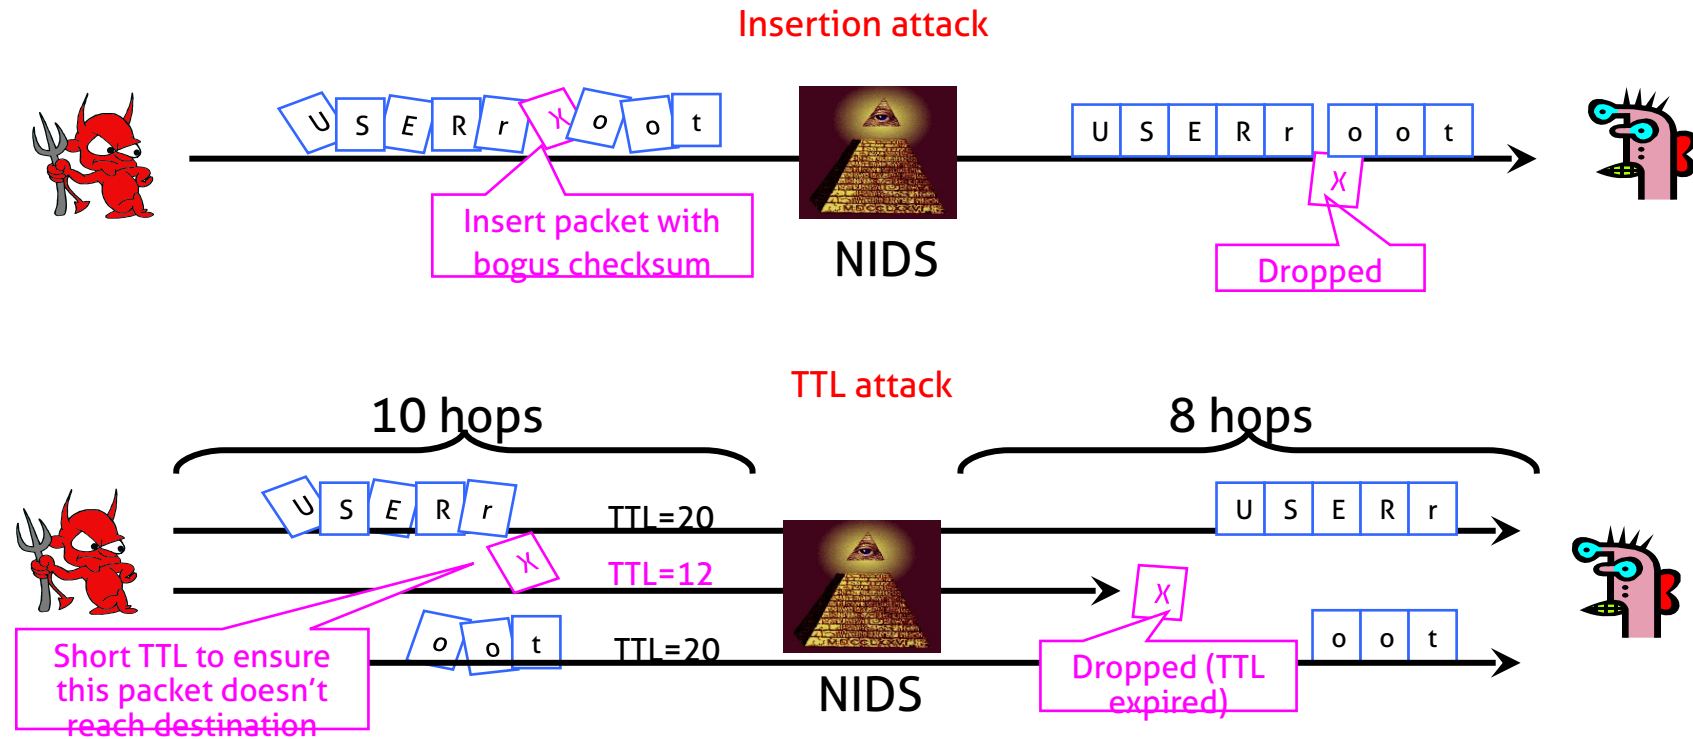 Insertion attack
U S E R r X o o t
U S E R r o o t
X
Insert packet with
bogus checksum
NIDS
Dropped
TTL attack
10 hops
8 hops
U S E R r
TTL=20
U S E R r
X
TTL=12
X
o o t
TTL=20
o o t
Short TTL to ensure
this packet doesn't
reach destination
NIDS
Dropped (TTL
expired)